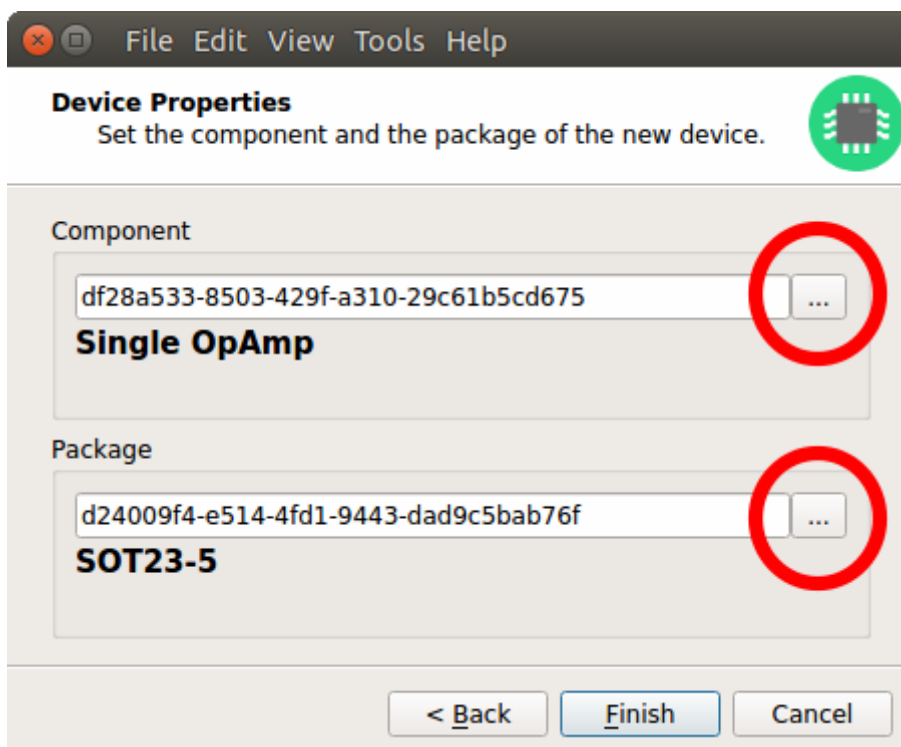 File Edit View Tools Help
Device Properties
Set the component and the package of the new device.
Component
df28a533-8503-429f-a310-29c61b5cd675
...
Single OpAmp
Package
d24009f4-e514-4fd1-9443-dad9c5bab76f
...
SOT23-5
< Back
Finish
Cancel